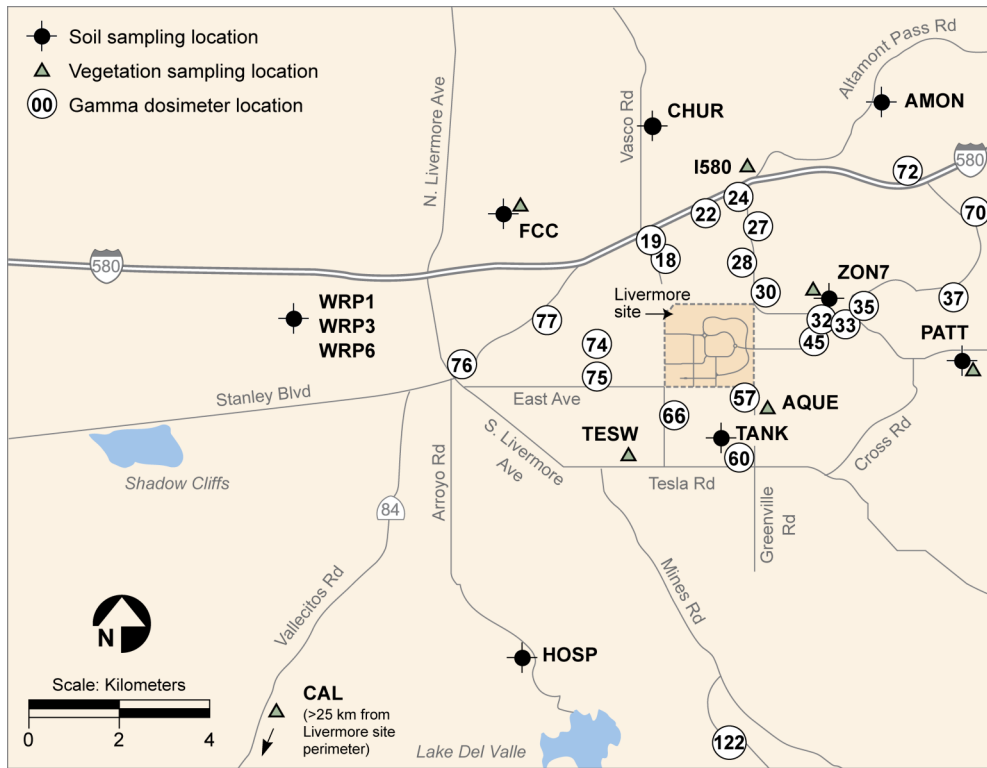 Soil sampling location
Vegetation sampling location
00 Gamma dosimeter location
N. Livermore Ave
Vasco Rd
Altamont Pass Rd
CHUR
AMON
I580
72
580
24
22
70
27
FCC
19
18
28
580
ZON7
30
37
Livermore
site
35
WRP1
WRP3
WRP6
77
32
33
45
PATT
74
76
75
Stanley Blvd
East Ave
57
AQUE
66
S. Livermore
Ave
TESW
TANK
Cross Rd
60
Shadow Cliffs
Arroyo Rd
Tesla Rd
84
Greenville
Rd
Vallecitos Rd
Mines Rd
N
HOSP
Scale: Kilometers
0 2 4
CAL
(>25 km from
Livermore site
perimeter)
Lake Del Valle
122